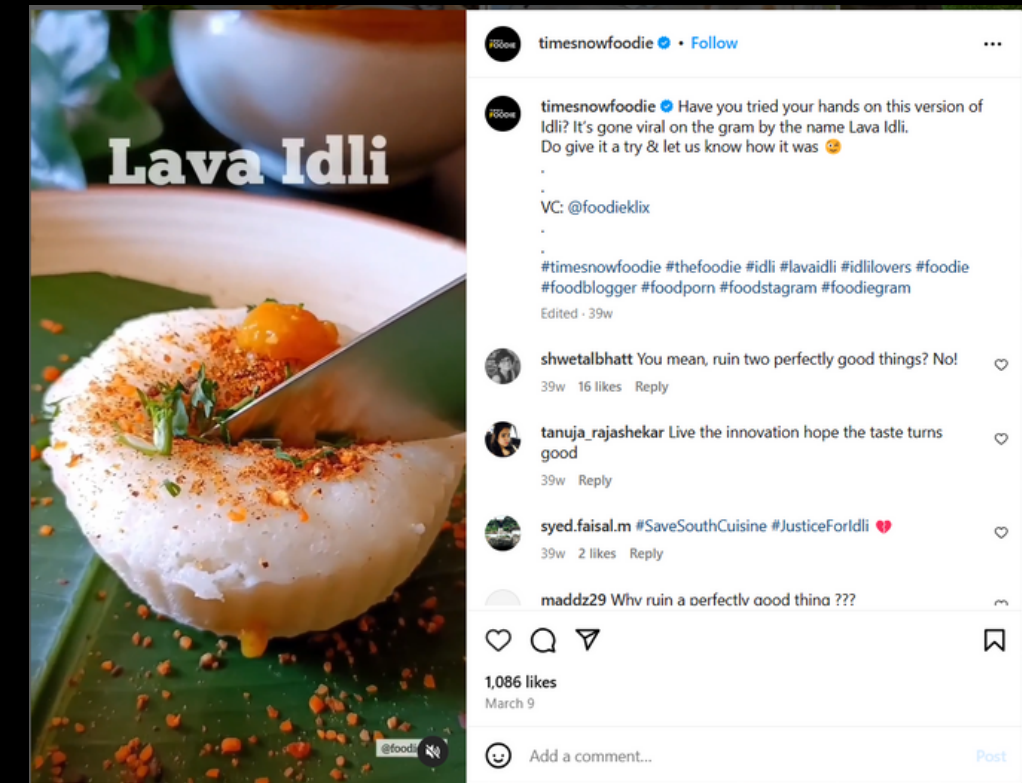 Lava Idli
@foodi
TIMES
FOODIE
timesnowfoodie • Follow
TIMES
FOODIE
timesnowfoodie Have you tried your hands on this version of
Idli? It's gone viral on the gram by the name Lava Idli.
Do give it a try & let us know how it was 😜
.
.
VC: @foodieklix
.
.
#timesnowfoodie #thefoodie #idli #lavaidli #idlilovers #foodie
#foodblogger #foodporn #foodstagram #foodiegram
Edited · 39w
shwetalbhatt You mean, ruin two perfectly good things? No!
39w 16 likes Reply
tanuja_rajashekar Live the innovation hope the taste turns
good
39w Reply
syed.faisal.m #SaveSouthCuisine #JusticeForIdli 💔
39w 2 likes Reply
maddz29 Why ruin a perfectly good thing ???
1,086 likes
March 9
Add a comment...
Post